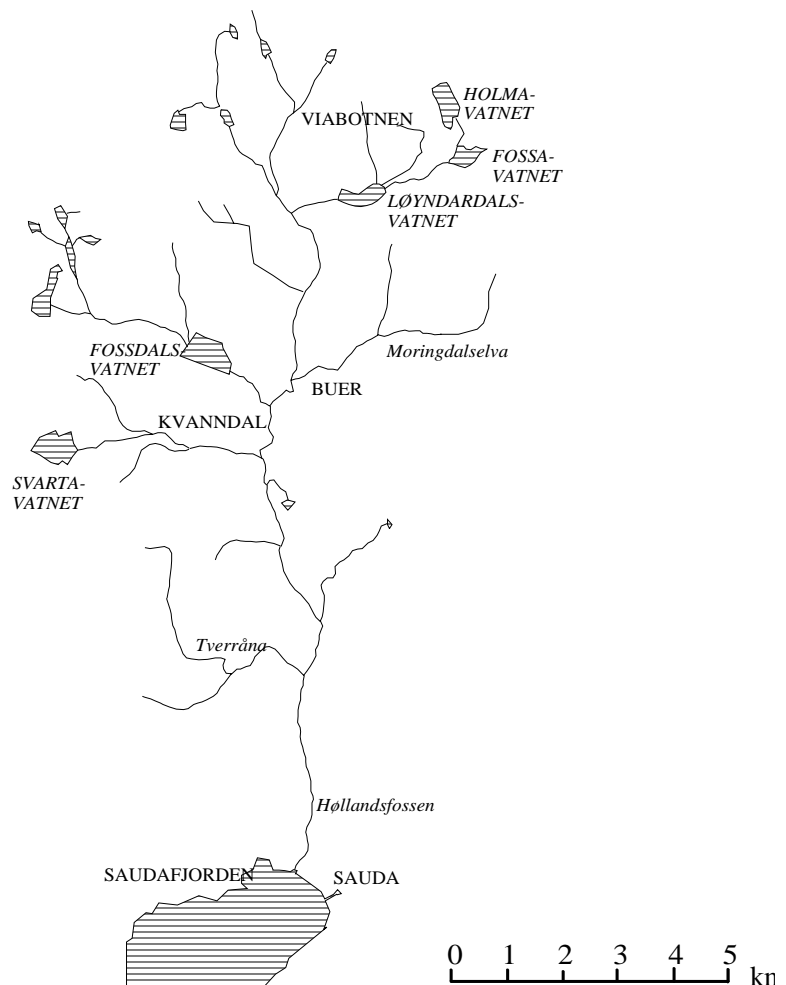 HOLMA-
VATNET
VIABOTNEN
FOSSA-
VATNET
LØYNDARDALS-
VATNET
FOSSDALS-
VATNET
Moringdalselva
BUER
KVANNDAL
SVARTA-
VATNET
Tverråna
Høllandsfossen
SAUDAFJORDEN
SAUDA
0 1 2 3 4 5
km